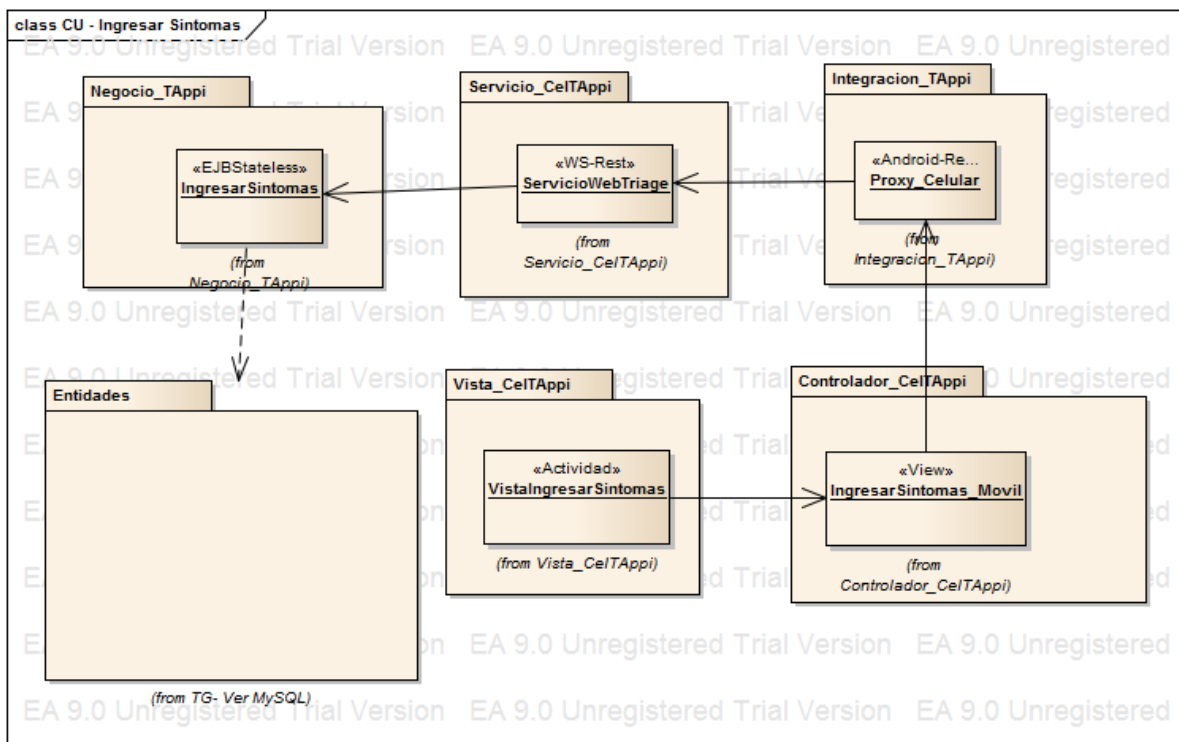 class CU - Ingresar Sintomas
EA 9.0 Unregistered Trial Version EA 9.0 Unregistered Trial Version EA 9.0 Unregistered
Negocio_TAppi
«EJBStateless»
IngresarSintomas
(from
Negocio_TAppi)
Servicio_CelTAppi
«WS-Rest»
ServicioWebTriage
(from
Servicio_CelTAppi)
Integracion_TAppi
«Android-Re...
Proxy_Celular
(from
Integracion_TAppi)
EA 9.0 Unregistered Trial Version EA 9.0 Unregistered Trial Version EA 9.0 Unregistered
Entidades
(from TG- Ver MySQL)
Vista_CelTAppi
«Actividad»
VistaIngresarSintomas
(from Vista_CelTAppi)
Controlador_CelTAppi
«View»
IngresarSintomas_Movil
(from
Controlador_CelTAppi)
EA 9.0 Unregistered Trial Version EA 9.0 Unregistered Trial Version EA 9.0 Unregistered